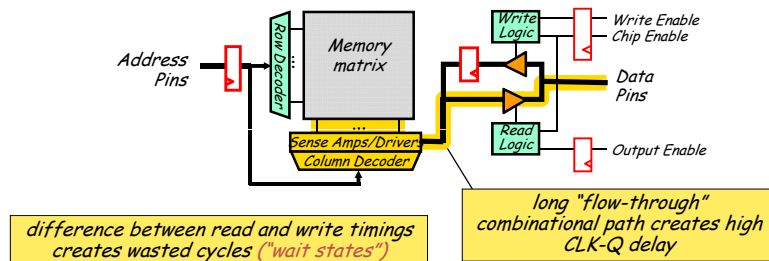 Write Enable
Chip Enable
Write
Logic
Address
Pins
Row Decoder
...
Memory
matrix
Data
Pins
...
Sense Amps/Drivers
Column Decoder
Read
Logic
Output Enable
difference between read and write timings
creates wasted cycles ("wait states")
long "flow-through"
combinational path creates high
CLK-Q delay